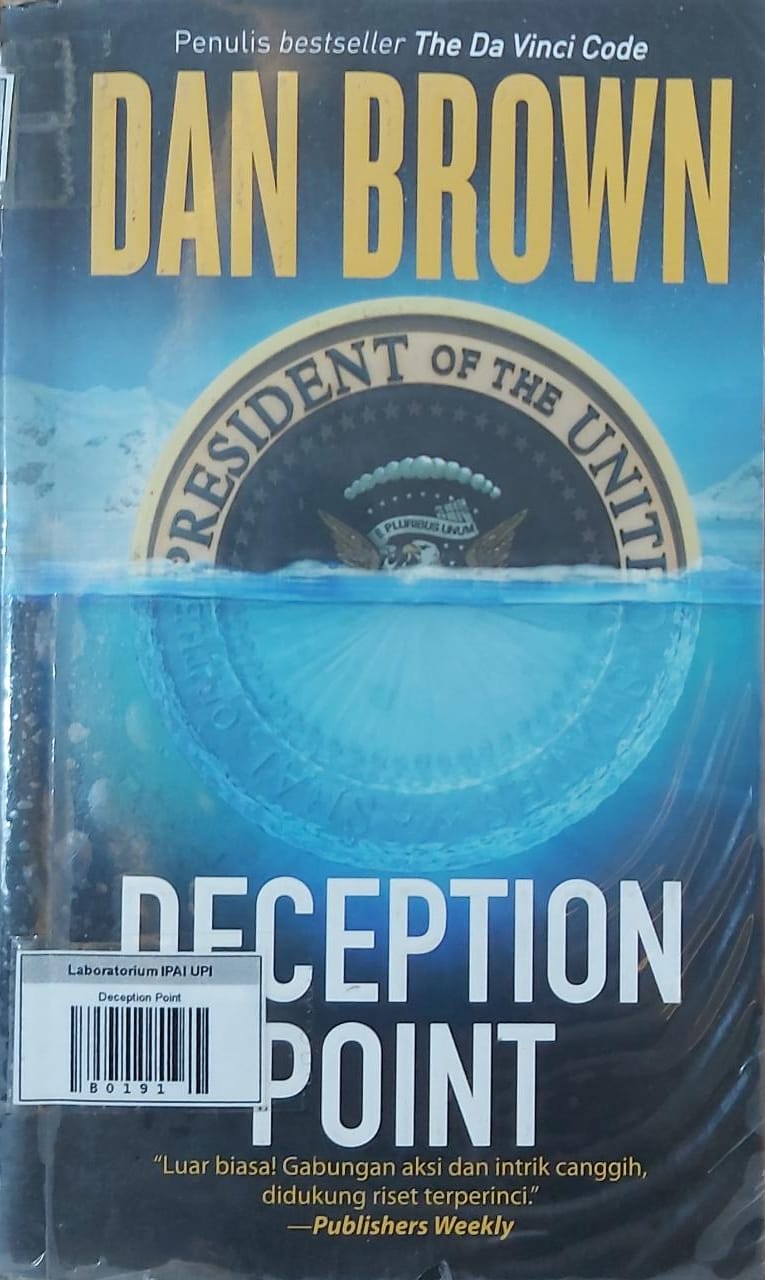 Penulis bestseller The Da Vinci Code
DAN BROWN
PRESIDENT OF THE UNIT
E PLURIBUS UNUM
DECEPTION
POINT
Laboratorium IPAI UPI
Deception Point
B0191
“Luar biasa! Gabungan aksi dan intrik canggih,
didukung riset terperinci.”
—Publishers Weekly